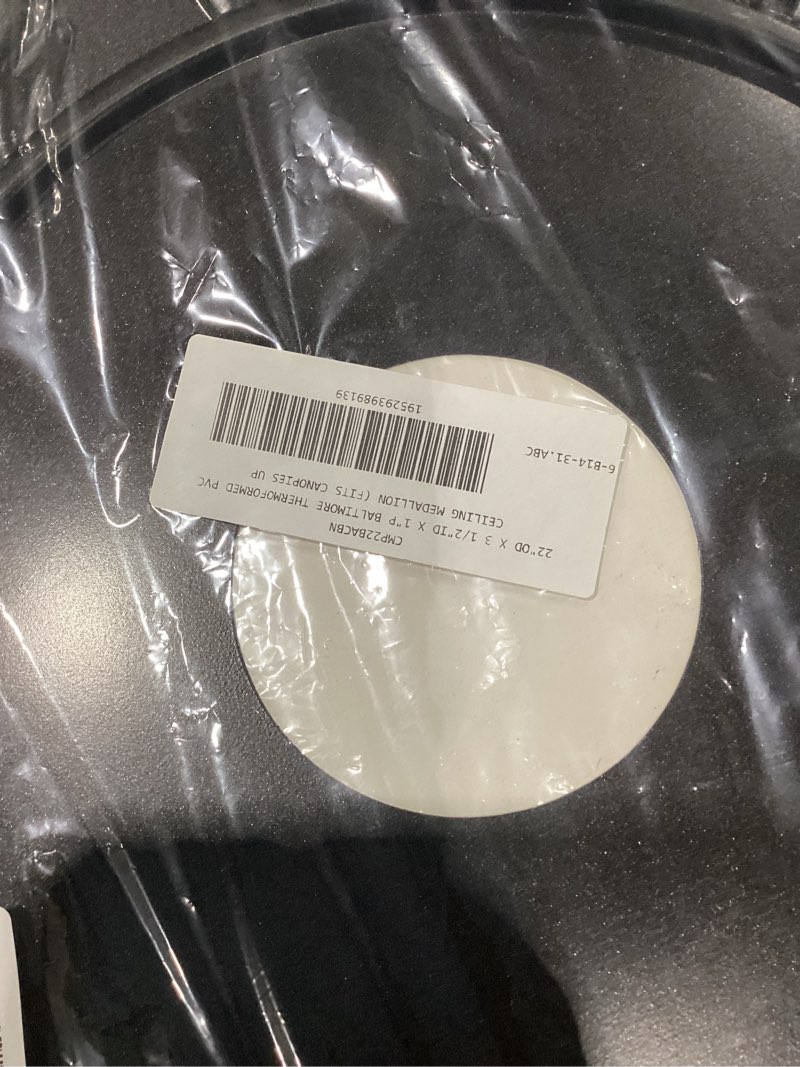 CMP22BACBN
22"OD X 3 1/2"ID X 1"P BALTIMORE THERMOFORMED PVC
CEILING MEDALLION (FITS CANOPIES UP
6-B14-31.ABC
195293989139